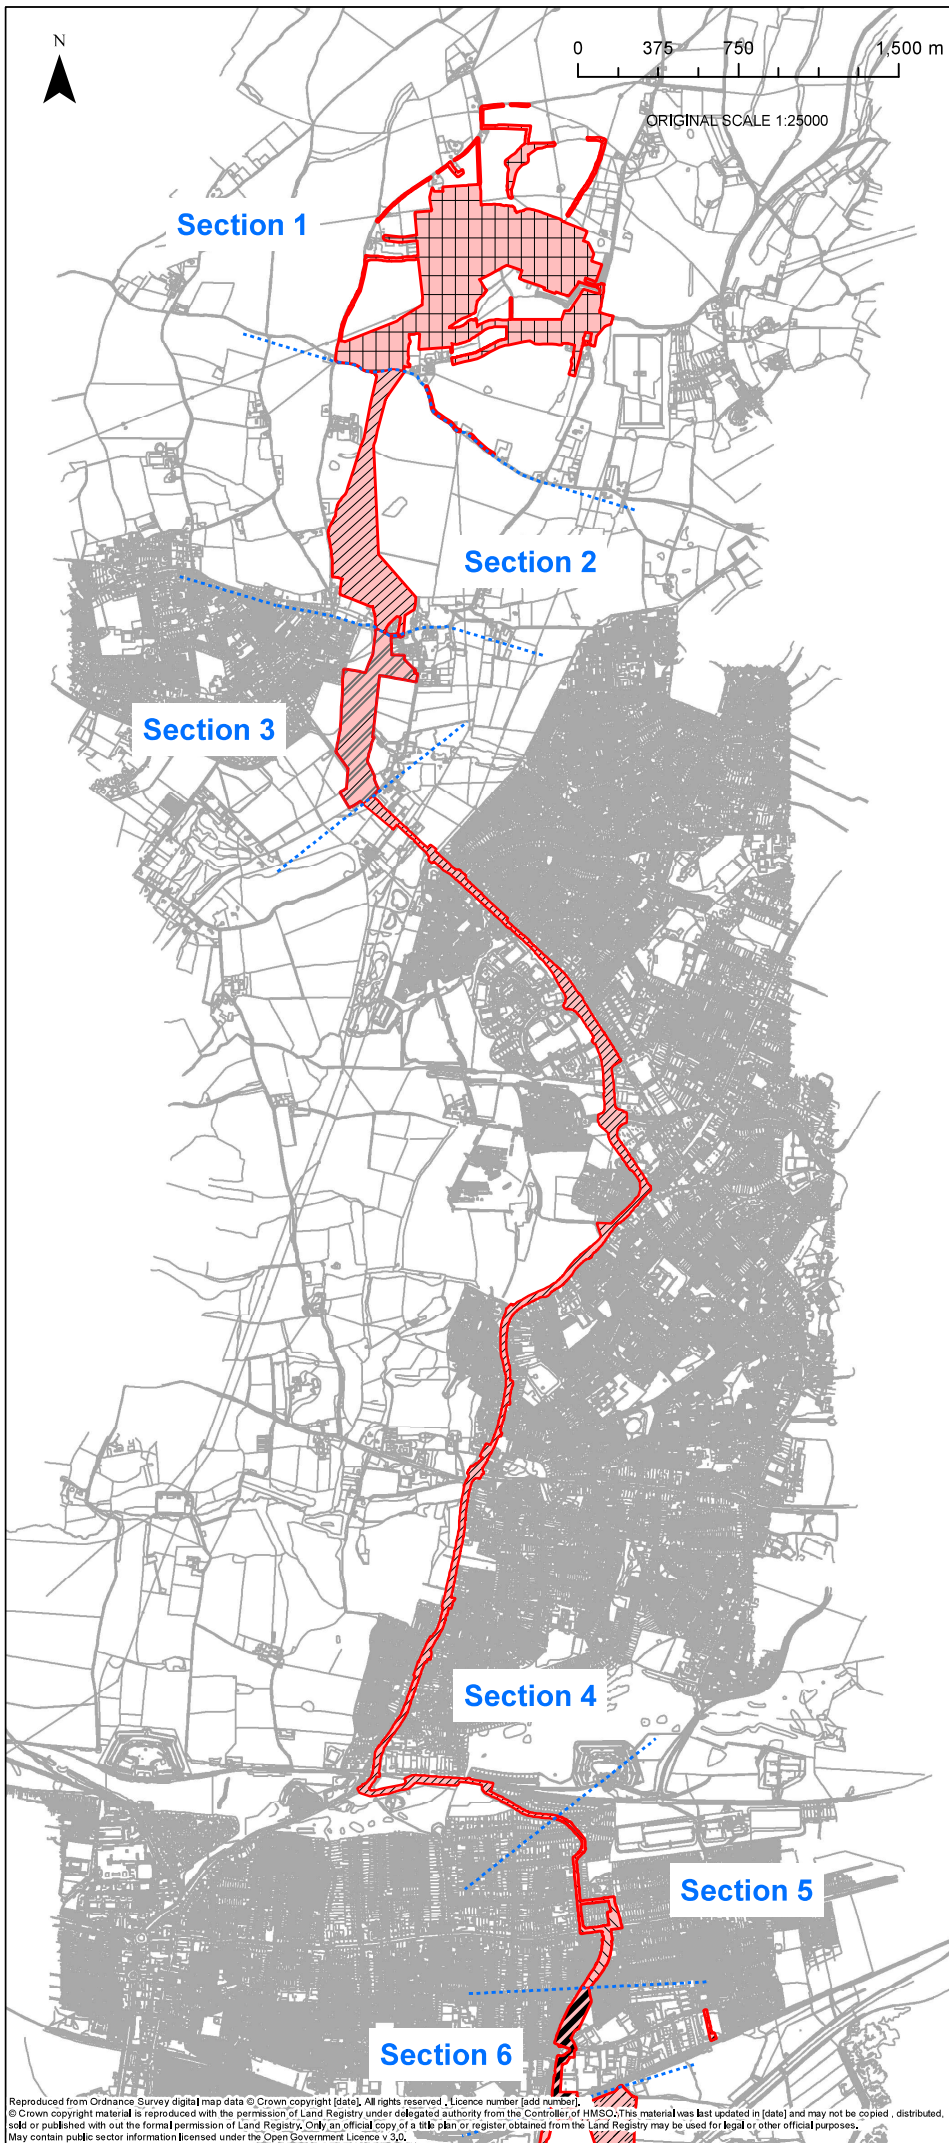 N
0 375 750 1,500 m
ORIGINAL SCALE 1:25000
Section 1
Section 2
Section 3
Section 4
Section 5
Section 6
Reproduced from Ordnance Survey digital map data © Crown copyright [date]. All rights reserved . Licence number [add number].
© Crown copyright material is reproduced with the permission of Land Registry under delegated authority from the Controller of HMSO. This material was last updated in [date] and may not be copied , distributed,
sold or published with out the formal permission of Land Registry. Only an official copy of a title plan or register obtained from the Land Registry may be used for legal or other official purposes.
May contain public sector information licensed under the Open Government Licence v 3.0.